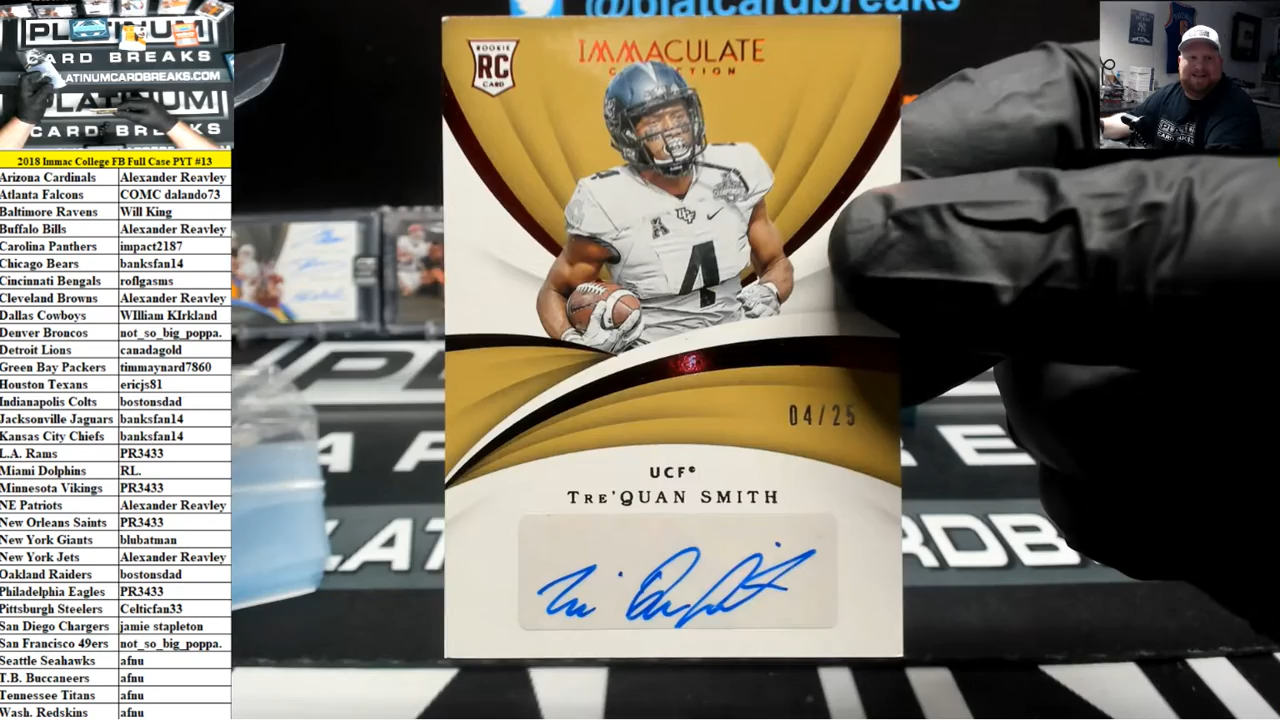 @platcardbreaks
PLATINUM
CARD BREAKS
PLATINUMCARDBREAKS.COM
PLATINUM
CARD BREAKS
2018 Immac College FB Full Case PYT #13
Arizona Cardinals Alexander Reavley
Atlanta Falcons COMC dalando73
Baltimore Ravens Will King
Buffalo Bills Alexander Reavley
Carolina Panthers impact2187
Chicago Bears banksfan14
Cincinnati Bengals roflgasms
Cleveland Browns Alexander Reavley
Dallas Cowboys WIlliam KIrkland
Denver Broncos not_so_big_poppa.
Detroit Lions canadagold
Green Bay Packers timmaynard7860
Houston Texans ericjs81
Indianapolis Colts bostonsdad
Jacksonville Jaguars banksfan14
Kansas City Chiefs banksfan14
L.A. Rams PR3433
Miami Dolphins RL.
Minnesota Vikings PR3433
NE Patriots Alexander Reavley
New Orleans Saints PR3433
New York Giants blubatman
New York Jets Alexander Reavley
Oakland Raiders bostonsdad
Philadelphia Eagles PR3433
Pittsburgh Steelers Celticfan33
San Diego Chargers jamie stapleton
San Francisco 49ers not_so_big_poppa.
Seattle Seahawks afnu
T.B. Buccaneers afnu
Tennessee Titans afnu
Wash. Redskins afnu
ROOKIE
RC
CARD
IMMACULATE
COLLECTION
4
UCF
4
04/25
UCF
TRE'QUAN SMITH